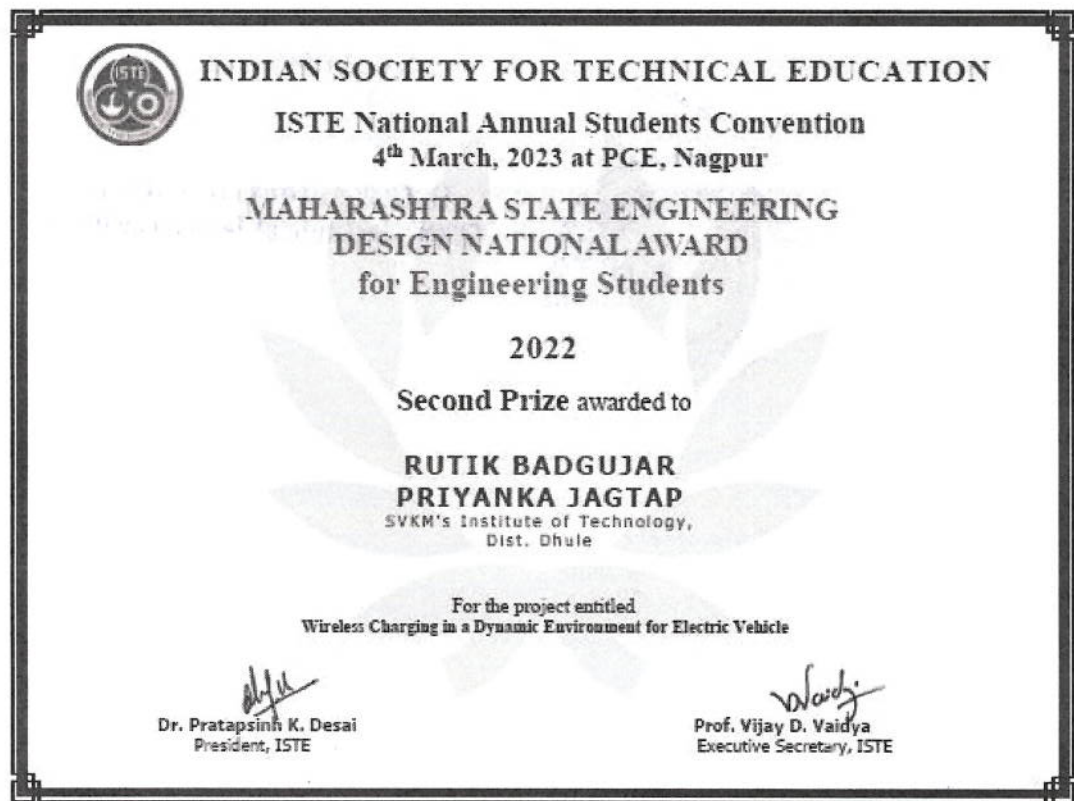 ISTE
INDIAN SOCIETY FOR TECHNICAL EDUCATION
ISTE National Annual Students Convention
4th March, 2023 at PCE, Nagpur
MAHARASHTRA STATE ENGINEERING
DESIGN NATIONAL AWARD
for Engineering Students
2022
Second Prize awarded to
RUTIK BADGUJAR
PRIYANKA JAGTAP
SVKM's Institute of Technology,
Dist. Dhule
For the project entitled
Wireless Charging in a Dynamic Environment for Electric Vehicle
Dr. Pratapsinh K. Desai
President, ISTE
Prof. Vijay D. Vaidya
Executive Secretary, ISTE